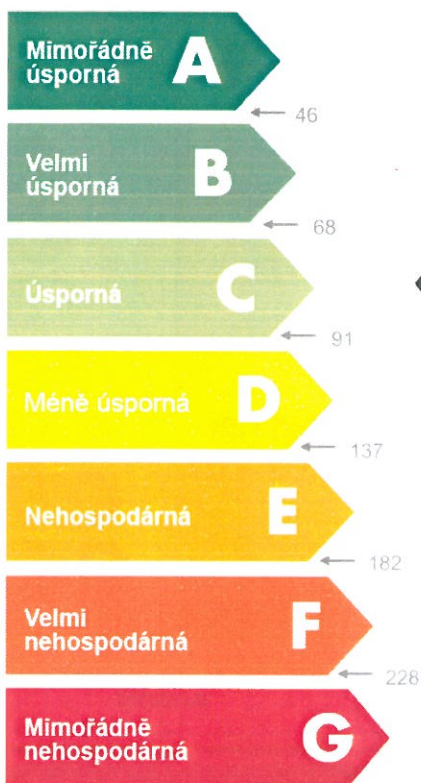 Mimořádně
úsporná
A
46
Velmi
úsporná
B
68
Úsporná
C
91
Méně úsporná
D
137
Nehospodárná
E
182
Velmi
nehospodárná
F
228
Mimořádně
nehospodárná
G